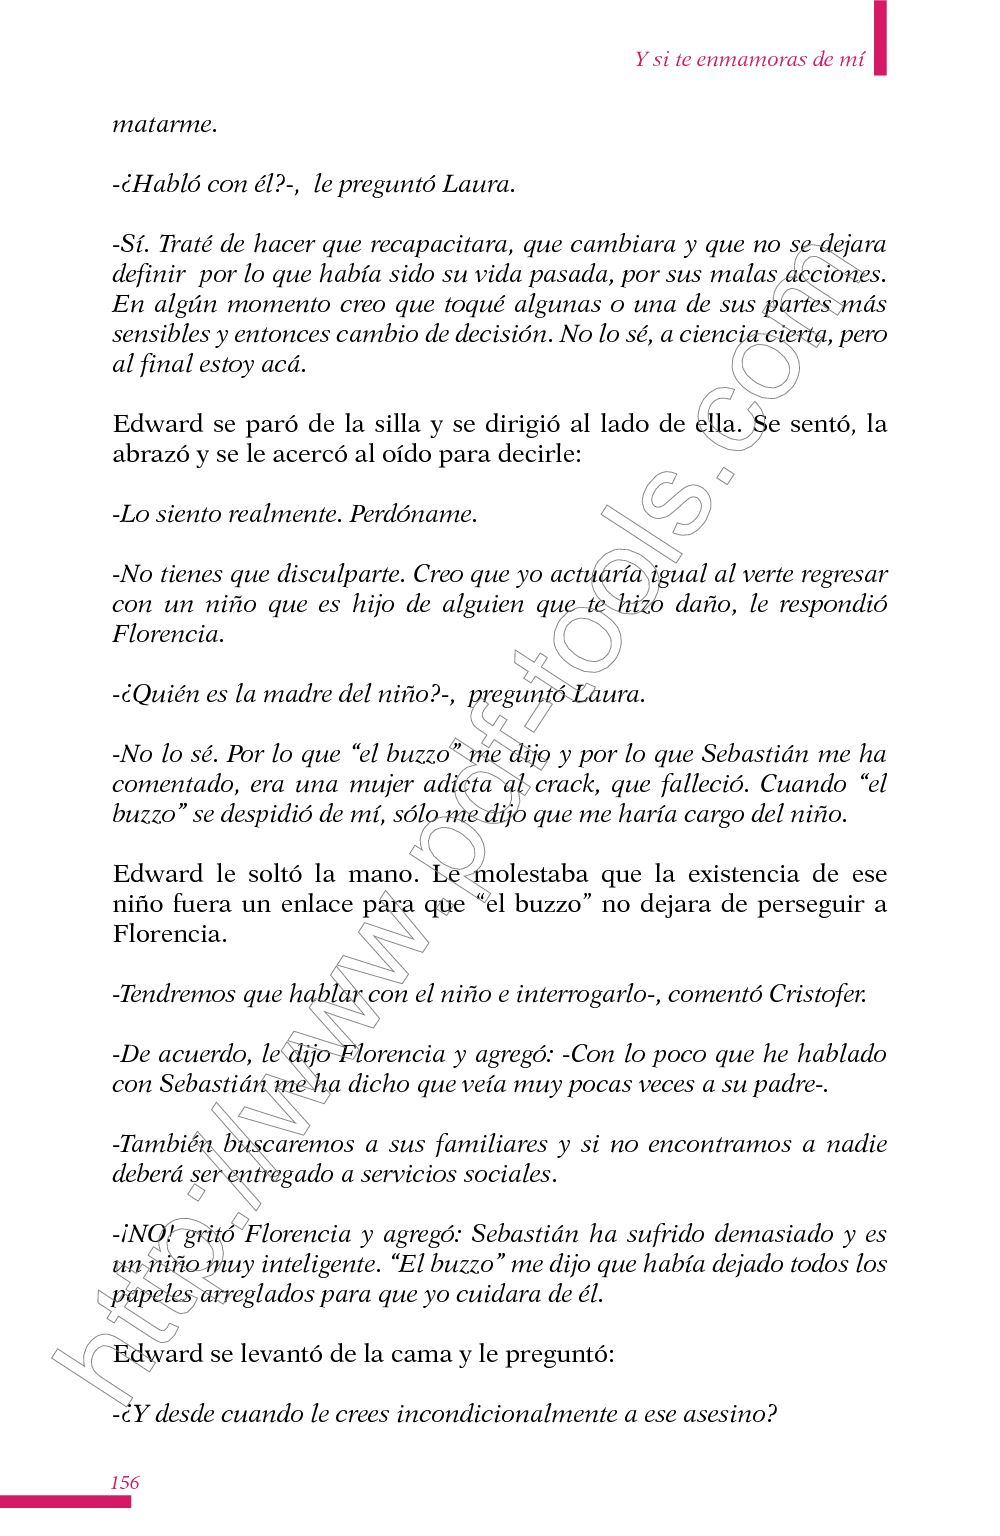 Y si te enmamoras de mí
matarme.
-¿Habló con él?-,  le preguntó Laura.
-Sí. Traté de hacer que recapacitara, que cambiara y que no se dejara
definir  por lo que había sido su vida pasada, por sus malas acciones.
En algún momento creo que toqué algunas o una de sus partes más
sensibles y entonces cambio de decisión. No lo sé, a ciencia cierta, pero
al final estoy acá.
Edward se paró de la silla y se dirigió al lado de ella. Se sentó, la
abrazó y se le acercó al oído para decirle:
-Lo siento realmente. Perdóname.
-No tienes que disculparte. Creo que yo actuaría igual al verte regresar
con un niño que es hijo de alguien que te hizo daño, le respondió
Florencia.
-¿Quién es la madre del niño?-,  preguntó Laura.
-No lo sé. Por lo que “el buzzo” me dijo y por lo que Sebastián me ha
comentado, era una mujer adicta al crack, que falleció. Cuando “el
buzzo” se despidió de mí, sólo me dijo que me haría cargo del niño.
Edward le soltó la mano. Le molestaba que la existencia de ese
niño fuera un enlace para que “el buzzo” no dejara de perseguir a
Florencia.
-Tendremos que hablar con el niño e interrogarlo-, comentó Cristofer.
-De acuerdo, le dijo Florencia y agregó: -Con lo poco que he hablado
con Sebastián me ha dicho que veía muy pocas veces a su padre-.
-También buscaremos a sus familiares y si no encontramos a nadie
deberá ser entregado a servicios sociales.
-¡NO! gritó Florencia y agregó: Sebastián ha sufrido demasiado y es
un niño muy inteligente. “El buzzo” me dijo que había dejado todos los
papeles arreglados para que yo cuidara de él.
Edward se levantó de la cama y le preguntó:
-¿Y desde cuando le crees incondicionalmente a ese asesino?
156
http://www.pdf-tools.com